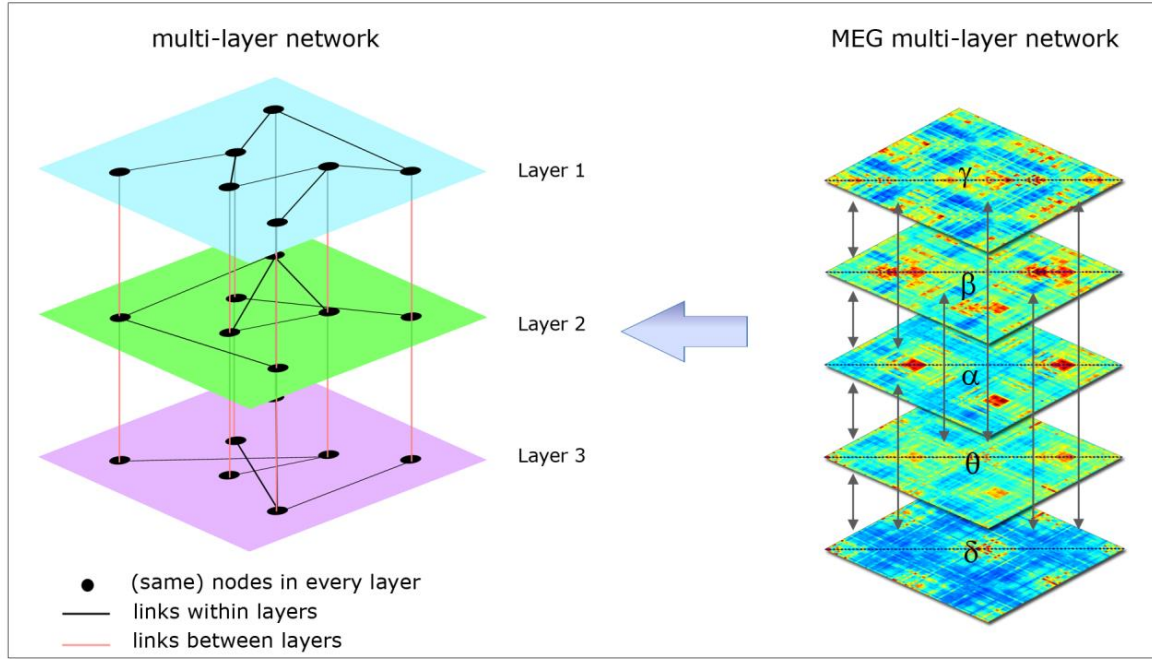 multi-layer network
MEG multi-layer network
Layer 1
Layer 2
Layer 3
γ
β
α
θ
δ
(same) nodes in every layer
links within layers
links between layers